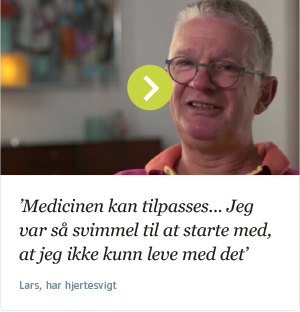 ’Medicinen kan tilpasses... Jeg
var så svimmel til at starte med,
at jeg ikke kunn leve med det’
Lars, har hjertesvigt